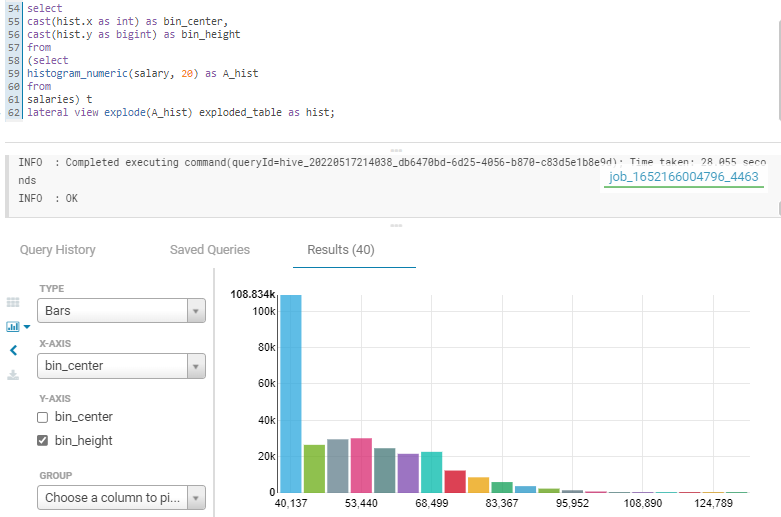 54 select
55 cast(hist.x as int) as bin_center,
56 cast(hist.y as bigint) as bin_height
57 from
58 (select
59 histogram_numeric(salary, 20) as A_hist
60 from
61 salaries) t
62 lateral view explode(A_hist) exploded_table as hist;
INFO : Completed executing command(queryId=hive_20220517214038_db6470bd-6d25-4056-b870-c83d5e1b8e9d); Time taken: 28.055 seco
nds
job_1652166004796_4463
INFO : OK
Query History
Saved Queries
Results (40)
TYPE
Bars
X-AXIS
bin_center
Y-AXIS
bin_center
bin_height
GROUP
Choose a column to pi...
108.834k
100k
80k
60k
40k
20k
0
40,137
53,440
68,499
83,367
95,952
108,890
124,789